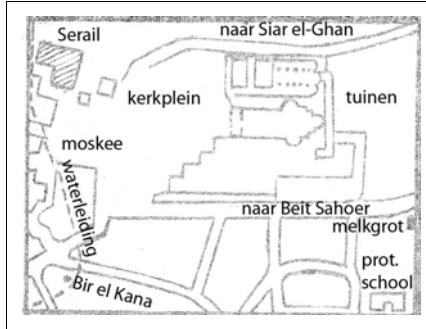 naar Siar el-Ghan
Serail
kerkplein
tuinen
moskee
waterleiding
naar Beit Sahoer
melkgrot
prot.
school
Bir el Kana